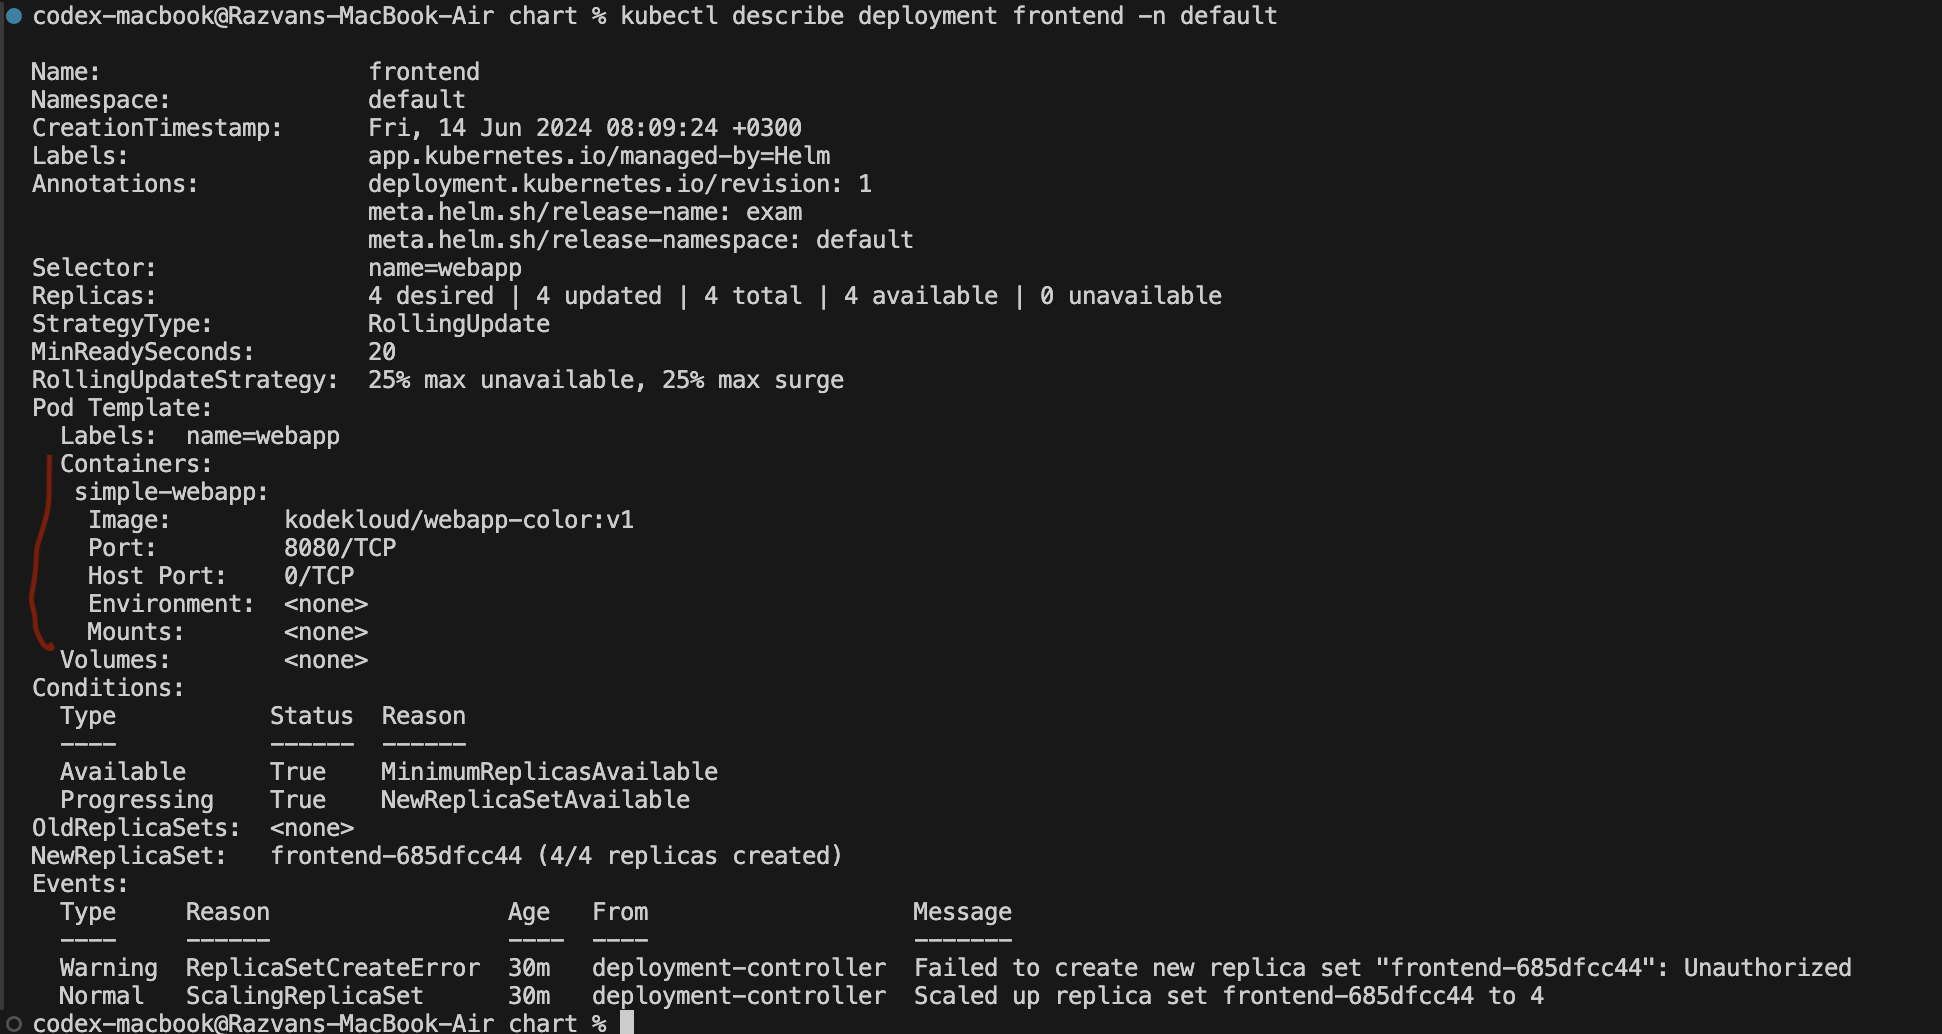 codex-macbook@Razvans-MacBook-Air chart % kubectl describe deployment frontend -n default
Name: frontend
Namespace: default
CreationTimestamp: Fri, 14 Jun 2024 08:09:24 +0300
Labels: app.kubernetes.io/managed-by=Helm
Annotations: deployment.kubernetes.io/revision: 1
meta.helm.sh/release-name: exam
meta.helm.sh/release-namespace: default
Selector: name=webapp
Replicas: 4 desired | 4 updated | 4 total | 4 available | 0 unavailable
StrategyType: RollingUpdate
MinReadySeconds: 20
RollingUpdateStrategy: 25% max unavailable, 25% max surge
Pod Template:
Labels: name=webapp
Containers:
simple-webapp:
Image: kodekloud/webapp-color:v1
Port: 8080/TCP
Host Port: 0/TCP
Environment: <none>
Mounts: <none>
Volumes: <none>
Conditions:
Type Status Reason
---- ------ ------
Available True MinimumReplicasAvailable
Progressing True NewReplicaSetAvailable
OldReplicaSets: <none>
NewReplicaSet: frontend-685dfcc44 (4/4 replicas created)
Events:
Type Reason Age From Message
---- ------ ---- ---- -------
Warning ReplicaSetCreateError 30m deployment-controller Failed to create new replica set "frontend-685dfcc44": Unauthorized
Normal ScalingReplicaSet 30m deployment-controller Scaled up replica set frontend-685dfcc44 to 4
codex-macbook@Razvans-MacBook-Air chart %